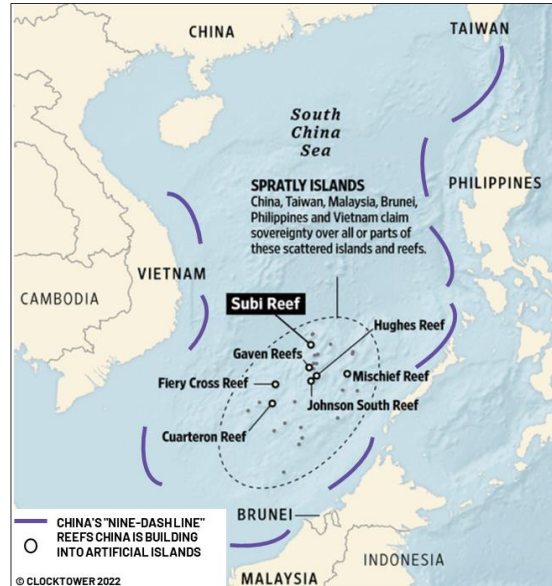 CHINA
TAIWAN
South
China
Sea
SPRATLY ISLANDS
China, Taiwan, Malaysia, Brunei,
Philippines and Vietnam claim
sovereignty over all or parts of
these scattered islands and reefs.
PHILIPPINES
VIETNAM
CAMBODIA
Subi Reef
Hughes Reef
Gaven Reefs
Mischief Reef
Fiery Cross Reef
Johnson South Reef
Cuarteron Reef
BRUNEI
CHINA'S "NINE-DASH LINE"
REEFS CHINA IS BUILDING
INTO ARTIFICIAL ISLANDS
INDONESIA
MALAYSIA
© CLOCKTOWER 2022